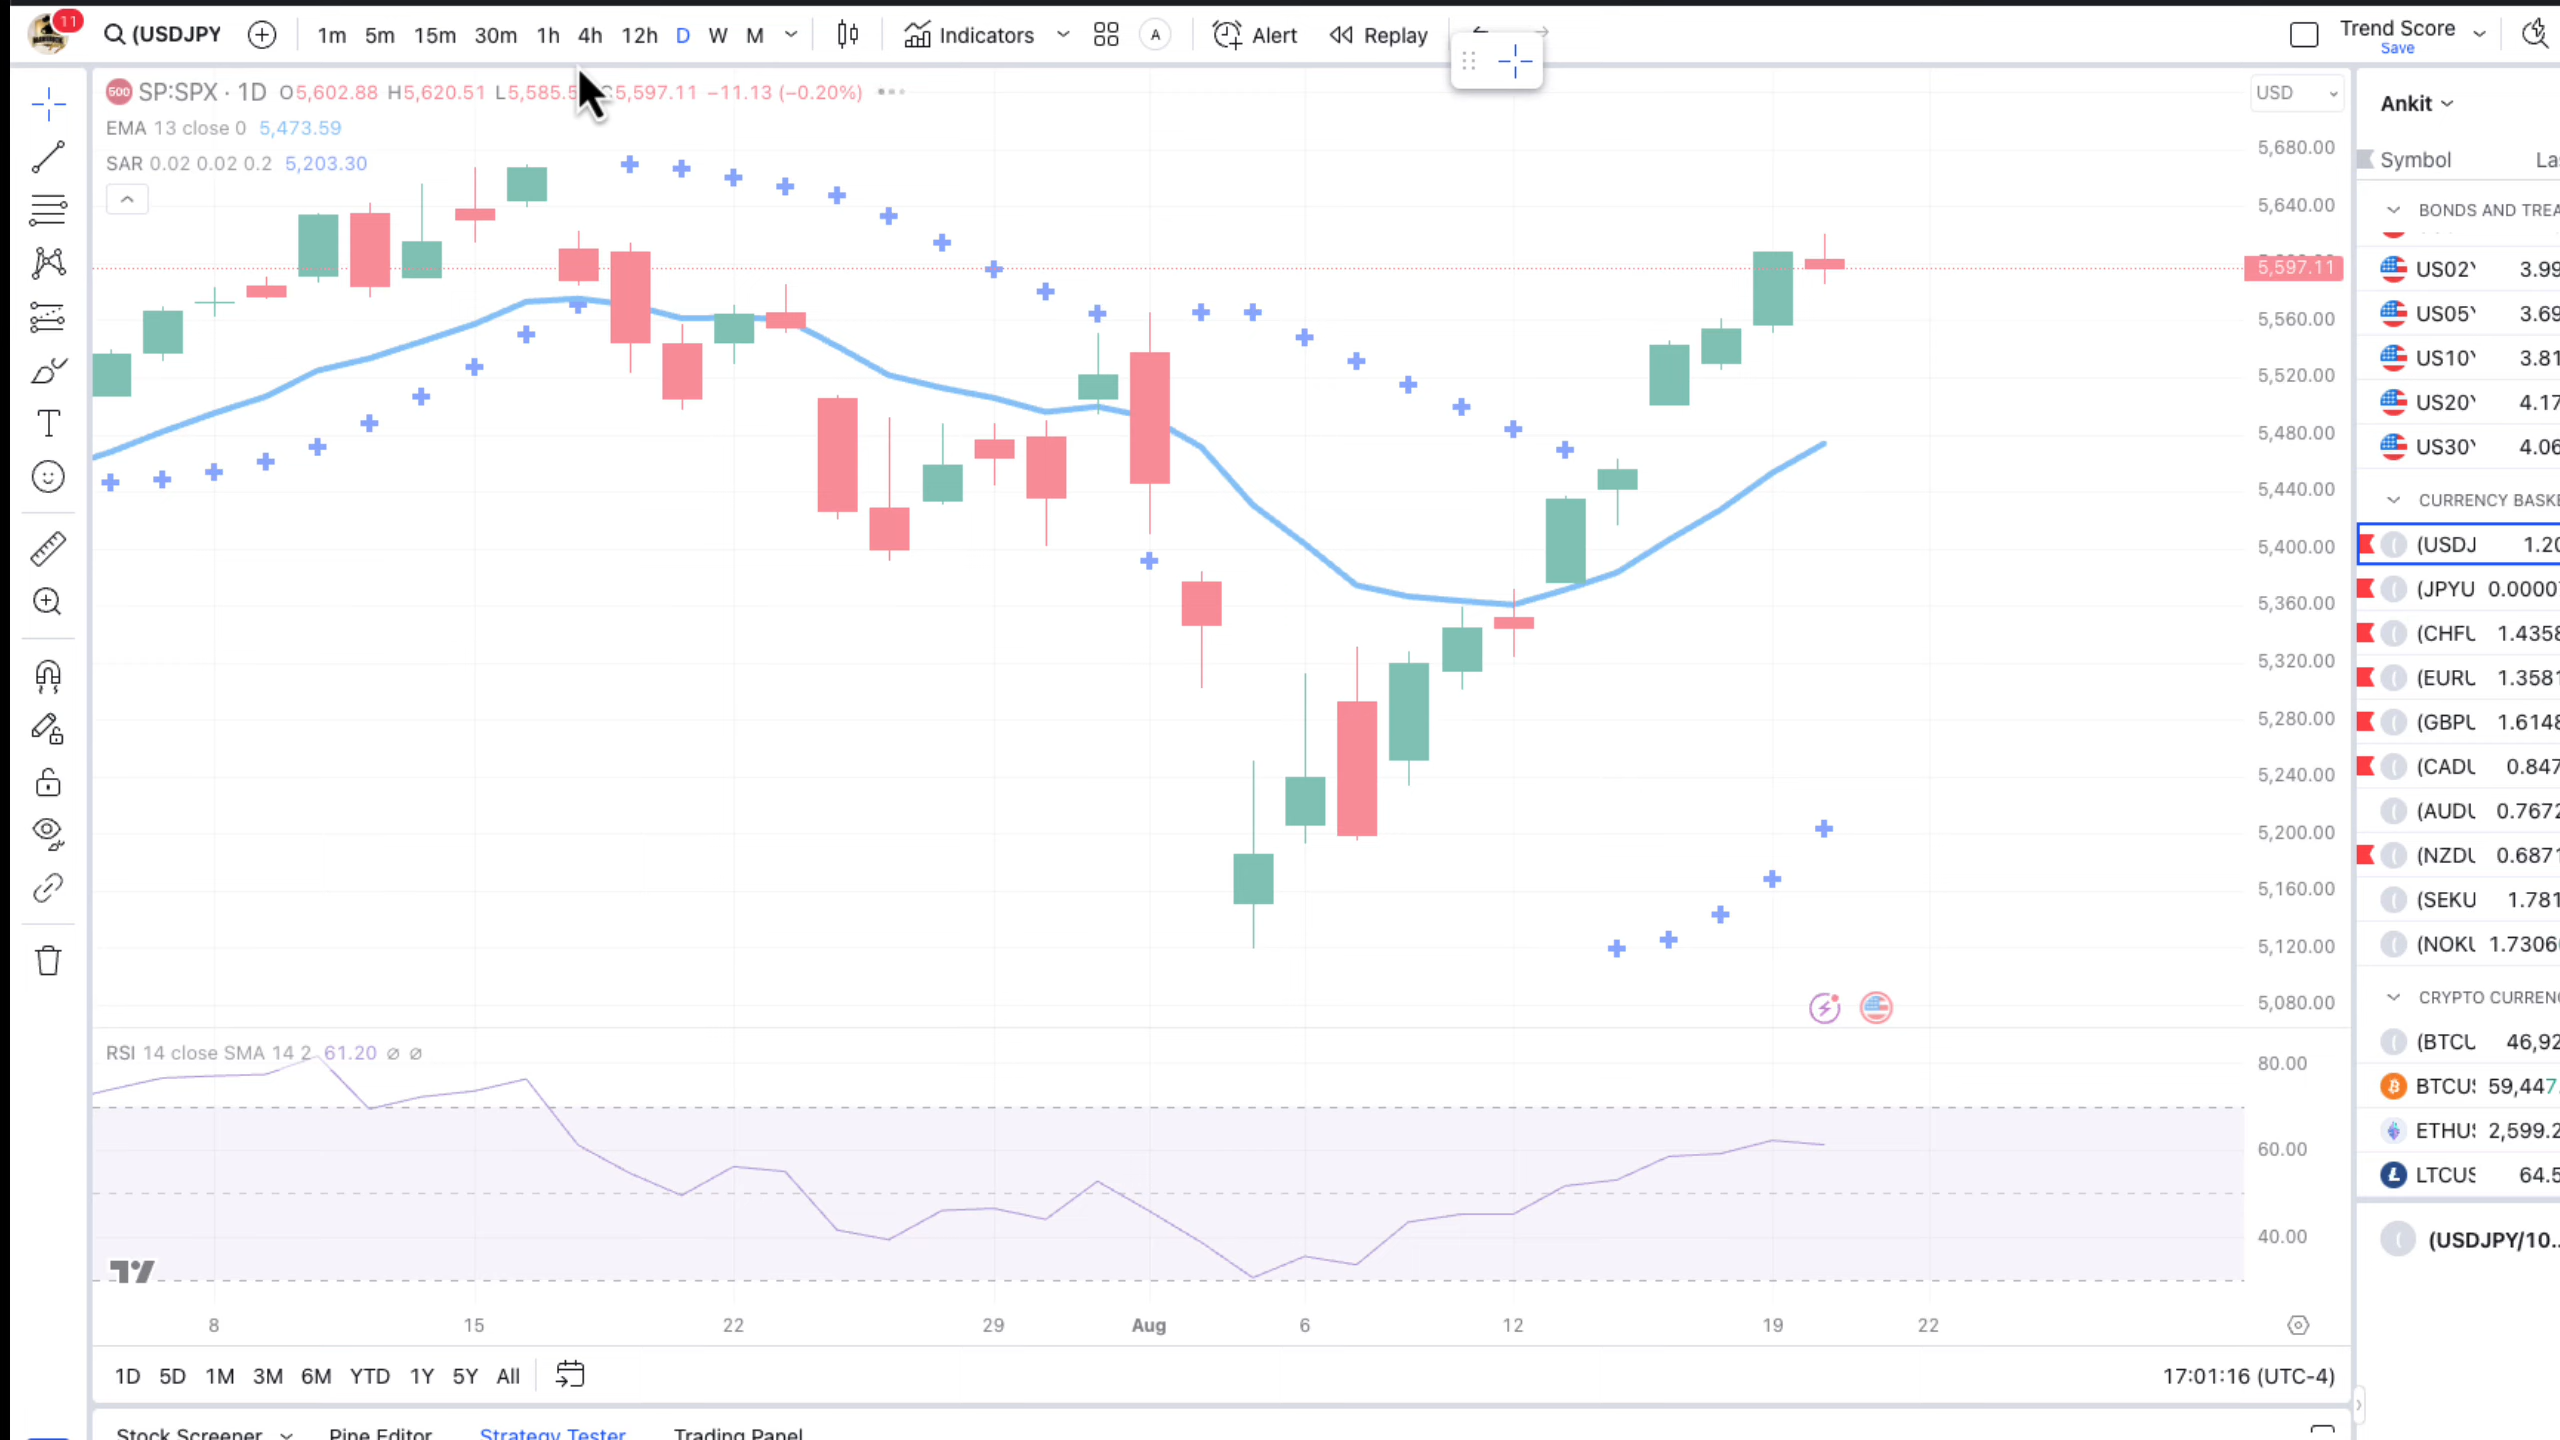 11
(USDJPY
1m 5m 15m 30m 1h 4h 12h D W M
Indicators
A
Alert
Replay
Trend Score
Save
500 SP:SPX · 1D O5,602.88 H5,620.51 L5,585.5 5,597.11 −11.13 (−0.20%)
EMA 13 close 0 5,473.59
SAR 0.02 0.02 0.2 5,203.30
USD
5,680.00
5,640.00
5,597.11
5,560.00
5,520.00
5,480.00
5,440.00
5,400.00
5,360.00
5,320.00
5,280.00
5,240.00
5,200.00
5,160.00
5,120.00
5,080.00
RSI 14 close SMA 14 2 61.20 ∅ ∅
80.00
60.00
40.00
8 15 22 29 Aug 6 12 19 22
1D 5D 1M 3M 6M YTD 1Y 5Y All
17:01:16 (UTC-4)
Stock Screener Pine Editor Strategy Tester Trading Panel
Ankit
Symbol La
BONDS AND TREA
US02Y 3.99
US05Y 3.69
US10Y 3.81
US20Y 4.17
US30Y 4.06
CURRENCY BASKE
(USDJ 1.20
(JPYU 0.0000
(CHFU 1.4358
(EURU 1.3581
(GBPU 1.6148
(CADU 0.847
(AUDU 0.7672
(NZDU 0.6871
(SEKU 1.781
(NOKU 1.7306
CRYPTO CURREN
(BTCU 46,92
BTCUS 59,447
ETHUS 2,599.2
LTCUS 64.5
(USDJPY/10...